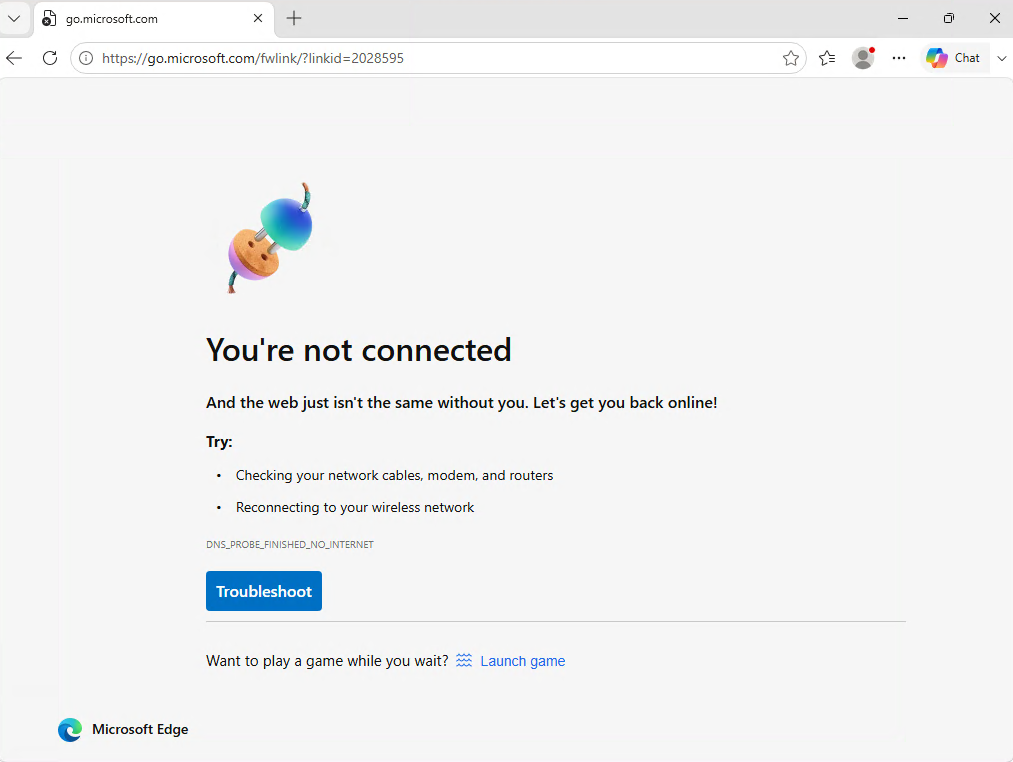 go.microsoft.com
https://go.microsoft.com/fwlink/?linkid=2028595
Chat
You're not connected
And the web just isn't the same without you. Let's get you back online!
Try:
• Checking your network cables, modem, and routers
• Reconnecting to your wireless network
DNS_PROBE_FINISHED_NO_INTERNET
Troubleshoot
Want to play a game while you wait? Launch game
Microsoft Edge